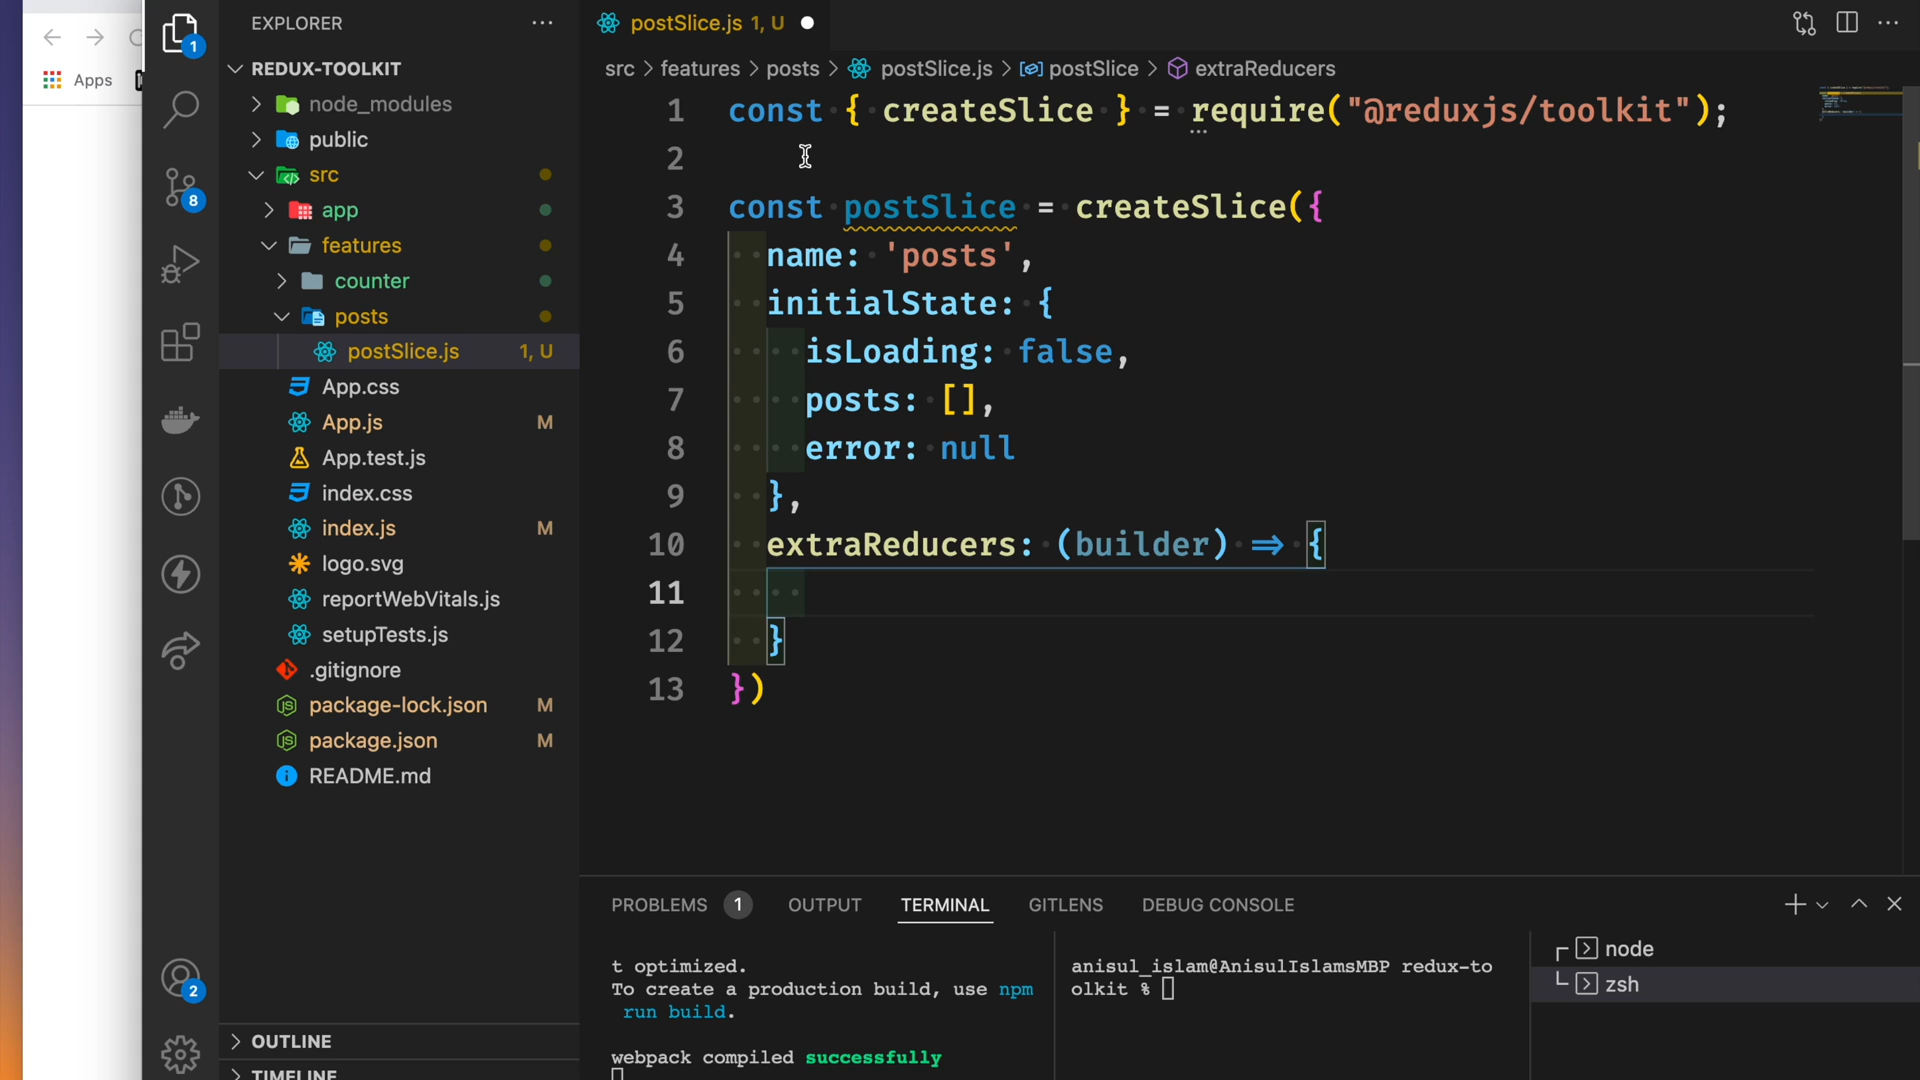 Apps
1
8
2
EXPLORER
REDUX-TOOLKIT
node_modules
public
src
app
features
counter
posts
postSlice.js 1, U
App.css
App.js M
App.test.js
index.css
index.js M
logo.svg
reportWebVitals.js
setupTests.js
.gitignore
package-lock.json M
package.json M
README.md
OUTLINE
TIMELINE
postSlice.js 1, U
src > features > posts > postSlice.js > postSlice > extraReducers
1 const { createSlice } = require("@reduxjs/toolkit");
2
3 const postSlice = createSlice({
4 name: 'posts',
5 initialState: {
6 isLoading: false,
7 posts: [],
8 error: null
9 },
10 extraReducers: (builder) => {
11
12 }
13 })
PROBLEMS 1 OUTPUT TERMINAL GITLENS DEBUG CONSOLE
t optimized.
To create a production build, use npm
run build.
webpack compiled successfully
anisul_islam@AnisulIslamsMBP redux-to
olkit %
node
zsh